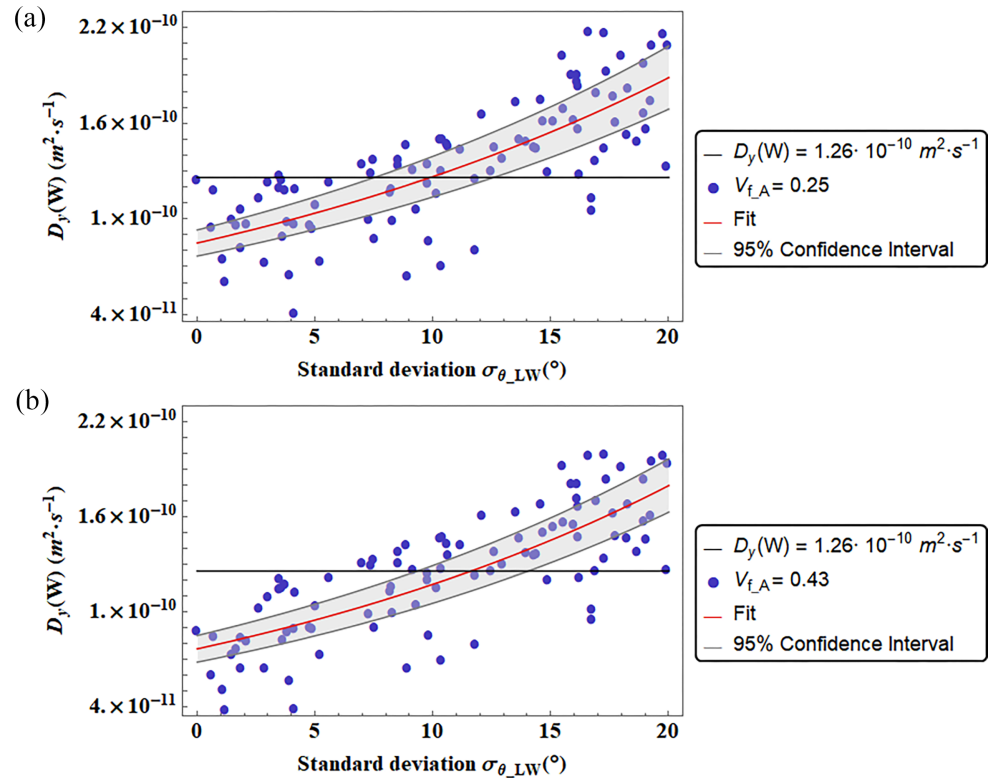 (a)
2.2×10⁻¹⁰
1.6×10⁻¹⁰
1.×10⁻¹⁰
4.×10⁻¹¹
D_y(W) (m²·s⁻¹)
0 5 10 15 20
Standard deviation σ_θ_LW(°)
D_y(W) = 1.26· 10⁻¹⁰ m²·s⁻¹
V_f_A = 0.25
Fit
95% Confidence Interval
(b)
2.2×10⁻¹⁰
1.6×10⁻¹⁰
1.×10⁻¹⁰
4.×10⁻¹¹
D_y(W) (m²·s⁻¹)
0 5 10 15 20
Standard deviation σ_θ_LW(°)
D_y(W) = 1.26· 10⁻¹⁰ m²·s⁻¹
V_f_A = 0.43
Fit
95% Confidence Interval